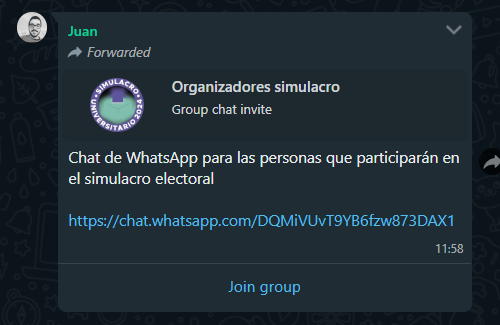 Juan
Forwarded
SIMULACRO
UNIVERSITARIO 2024
Organizadores simulacro
Group chat invite
Chat de WhatsApp para las personas que participarán en
el simulacro electoral
https://chat.whatsapp.com/DQMiVUvT9YB6fzw873DAX1
11:58
Join group